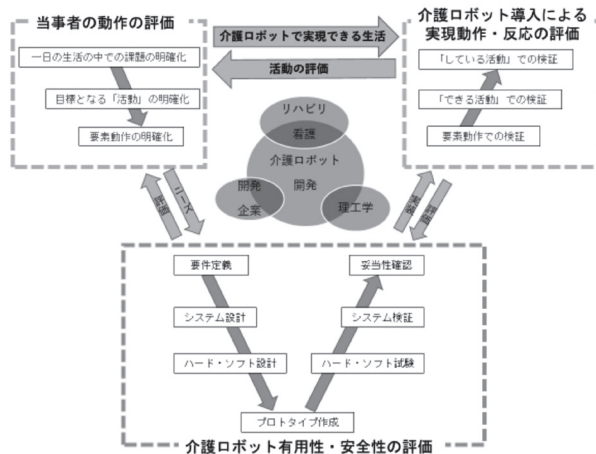 当事者の動作の評価
一日の生活の中での課題の明確化
目標となる「活動」の明確化
要素動作の明確化
介護ロボットで実現できる生活
活動の評価
介護ロボット導入による
実現動作・反応の評価
「している活動」での検証
「できる活動」での検証
要素動作での検証
リハビリ
看護
介護ロボット
開発
開発
企業
理工学
評価
ニーズ
実装
評価
要件定義
システム設計
ハード・ソフト設計
プロトタイプ作成
妥当性確認
システム検証
ハード・ソフト試験
介護ロボット有用性・安全性の評価